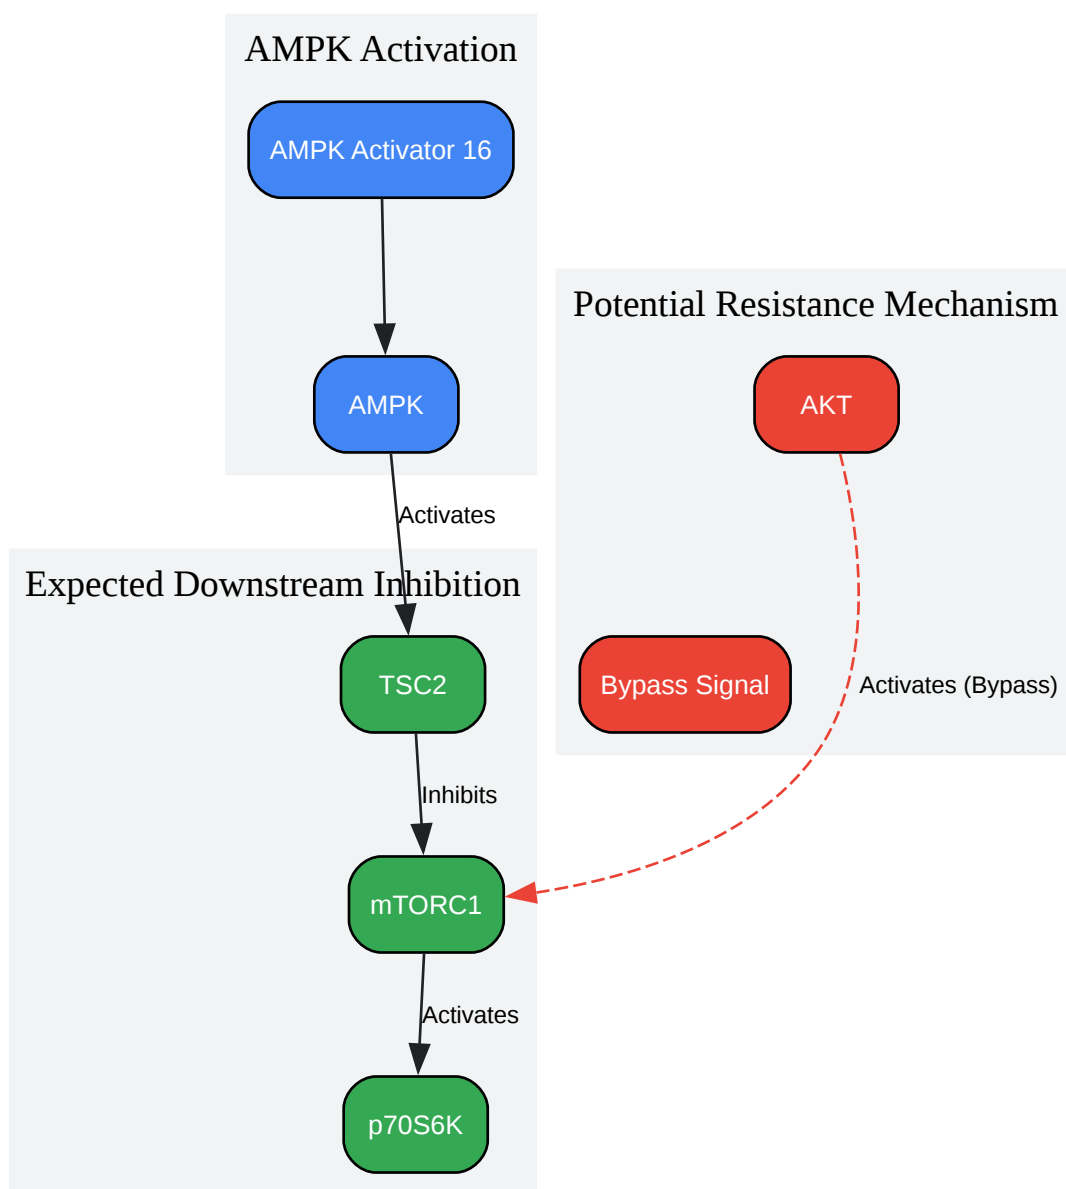 AMPK Activation
AMPK Activator 16
Potential Resistance Mechanism
AMPK
AKT
Activates
Expected Downstream Inhibition
TSC2
Bypass Signal
Activates (Bypass)
Inhibits
mTORC1
Activates
p70S6K